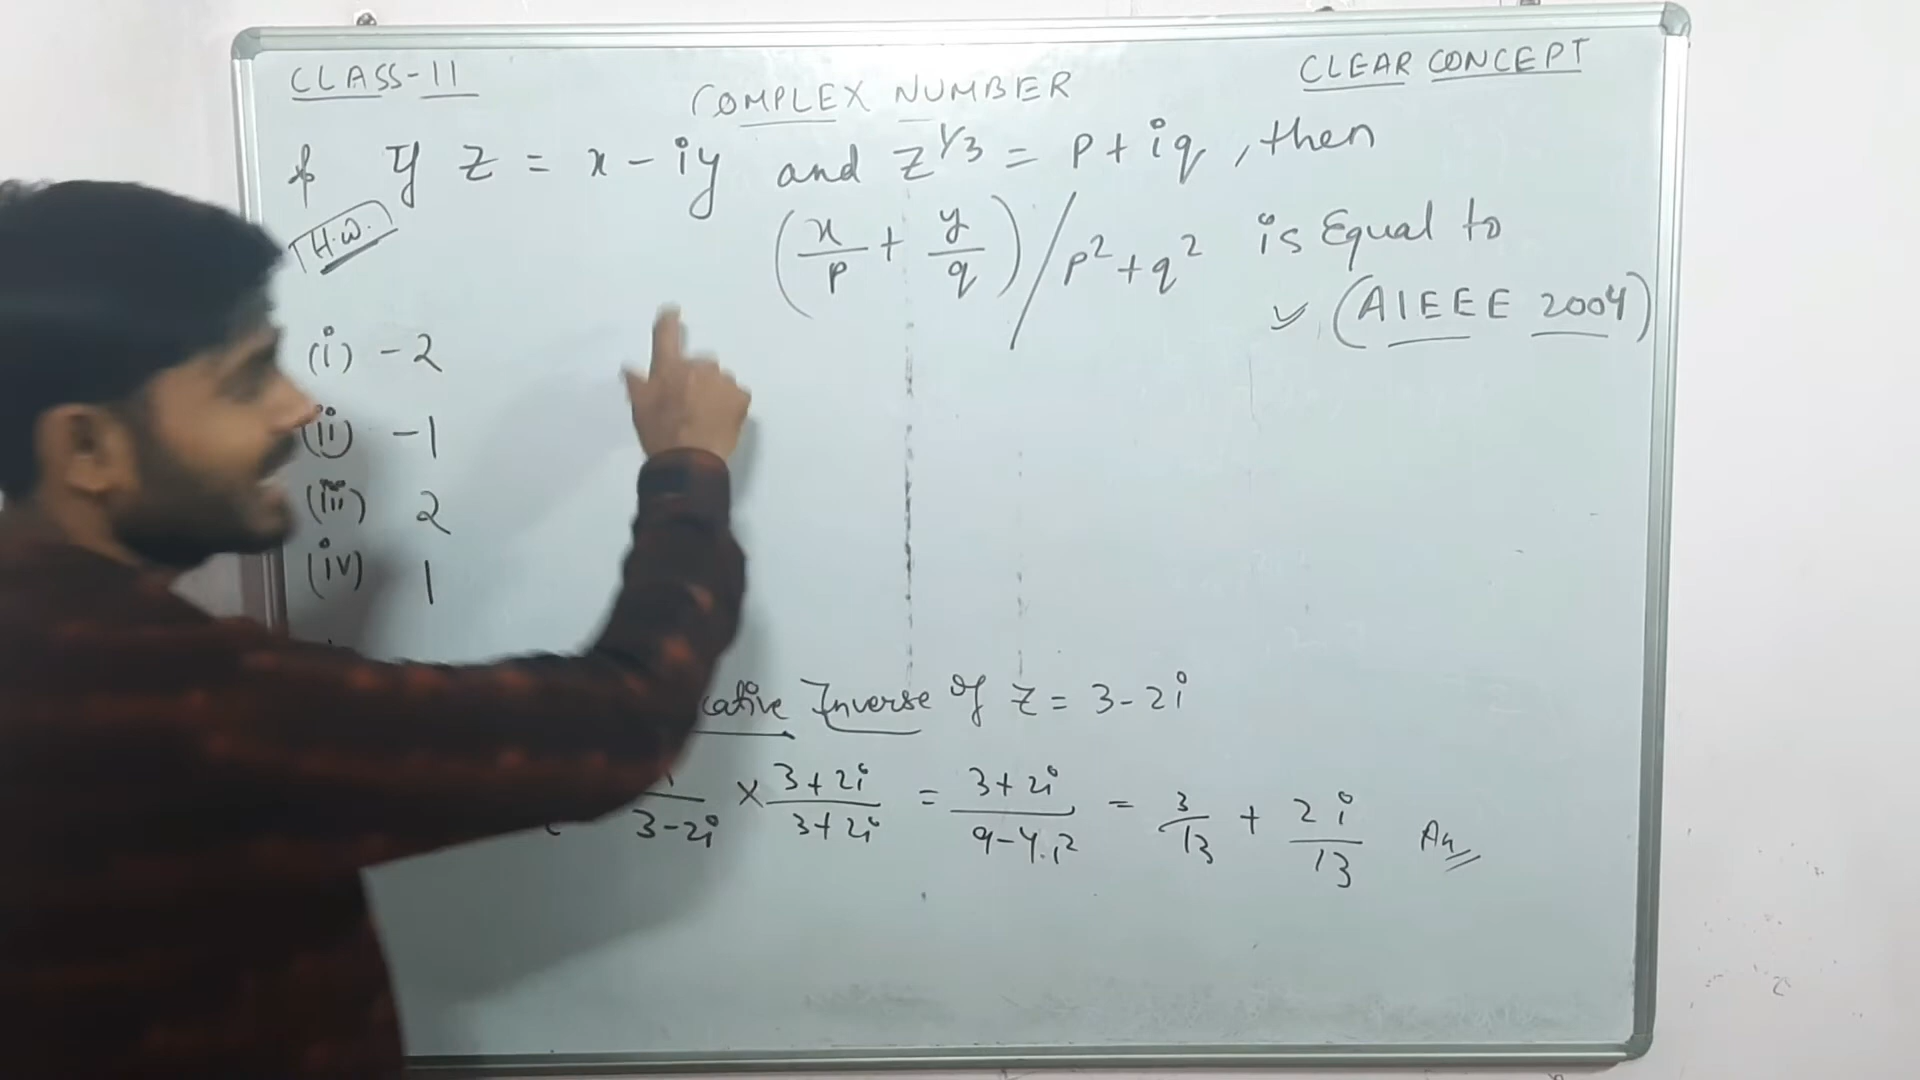 CLASS-11
COMPLEX NUMBER
CLEAR CONCEPT
* If z = x - iy and z^1/3 = p + iq, then
H.W.
(x/p + y/q) / p² + q² is Equal to
(AIEEE 2004)
(i) -2
(ii) -1
(iii) 2
(iv) 1
Inverse of z = 3 - 2i
/3-2i × 3+2i/3+2i = 3+2i/9-4.i² = 3/13 + 2i/13 An